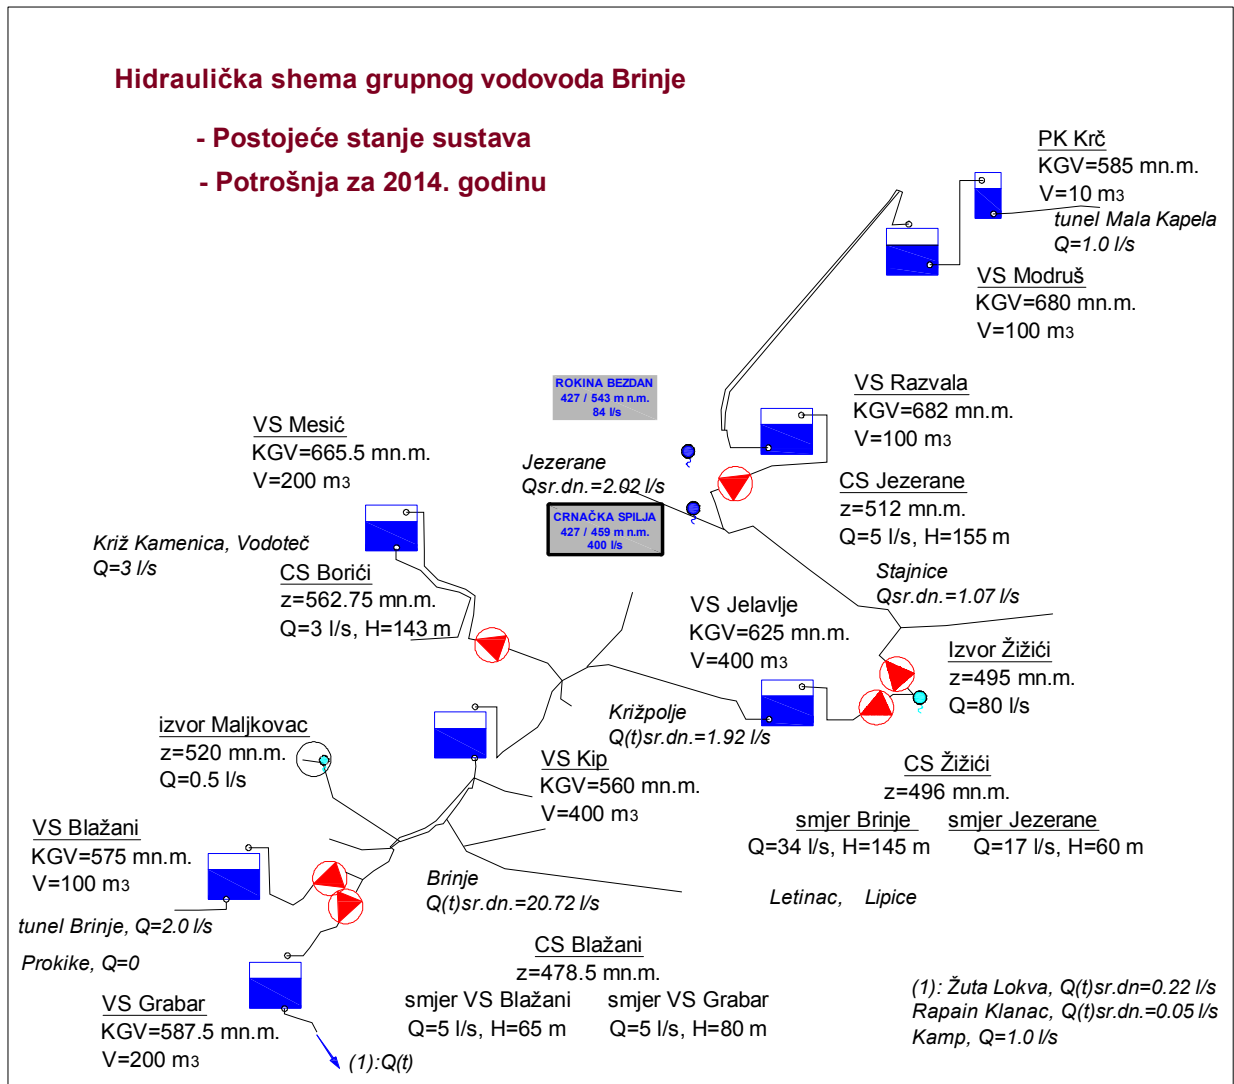 Hidraulička shema grupnog vodovoda Brinje
- Postojeće stanje sustava
- Potrošnja za 2014. godinu
PK Krč
KGV=585 mn.m.
V=10 m3
tunel Mala Kapela
Q=1.0 l/s
VS Modruš
KGV=680 mn.m.
V=100 m3
ROKINA BEZDAN
427 / 543 m n.m.
84 l/s
VS Razvala
KGV=682 mn.m.
V=100 m3
VS Mesić
KGV=665.5 mn.m.
V=200 m3
Jezerane
Qsr.dn.=2.02 l/s
CS Jezerane
z=512 mn.m.
Q=5 l/s, H=155 m
CRNAČKA SPILJA
427 / 459 m n.m.
400 l/s
Križ Kamenica, Vodoteč
Q=3 l/s
CS Borići
z=562.75 mn.m.
Q=3 l/s, H=143 m
Stajnice
Qsr.dn.=1.07 l/s
VS Jelavlje
KGV=625 mn.m.
V=400 m3
Izvor Žižići
z=495 mn.m.
Q=80 l/s
Križpolje
Q(t)sr.dn.=1.92 l/s
izvor Maljkovac
z=520 mn.m.
Q=0.5 l/s
VS Kip
KGV=560 mn.m.
V=400 m3
CS Žižići
z=496 mn.m.
smjer Brinje
Q=34 l/s, H=145 m
smjer Jezerane
Q=17 l/s, H=60 m
VS Blažani
KGV=575 mn.m.
V=100 m3
Brinje
Q(t)sr.dn.=20.72 l/s
Letinac, Lipice
tunel Brinje, Q=2.0 l/s
Prokike, Q=0
CS Blažani
z=478.5 mn.m.
smjer VS Blažani
Q=5 l/s, H=65 m
smjer VS Grabar
Q=5 l/s, H=80 m
VS Grabar
KGV=587.5 mn.m.
V=200 m3
(1):Q(t)
(1): Žuta Lokva, Q(t)sr.dn=0.22 l/s
Rapain Klanac, Q(t)sr.dn.=0.05 l/s
Kamp, Q=1.0 l/s